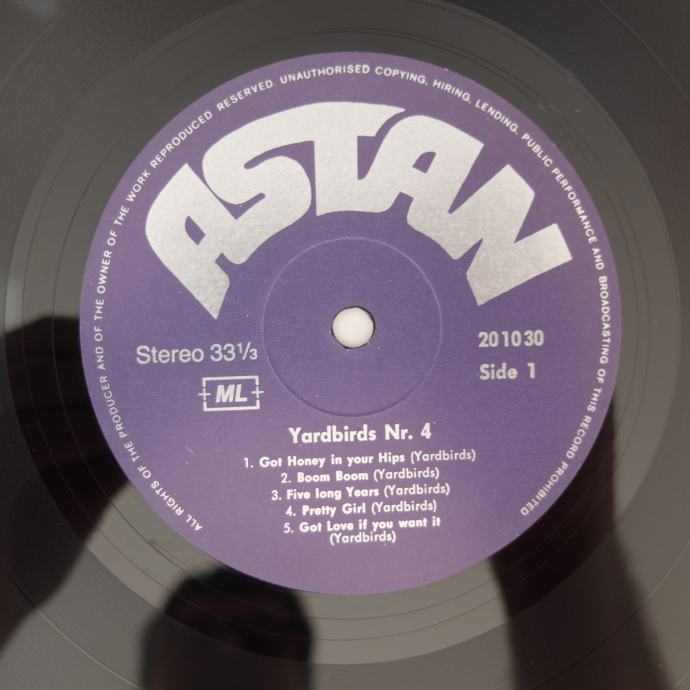 ALL RIGHTS OF THE PRODUCER AND OF THE OWNER OF THE WORK REPRODUCED RESERVED. UNAUTHORISED COPYING, HIRING, LENDING, PUBLIC PERFORMANCE AND BROADCASTING OF THIS RECORD PROHIBITED
ASTAN
Stereo 33⅓
201030
ML
Side 1
Yardbirds Nr. 4
1. Got Honey in your Hips (Yardbirds)
2. Boom Boom (Yardbirds)
3. Five long Years (Yardbirds)
4. Pretty Girl (Yardbirds)
5. Got Love if you want it
(Yardbirds)